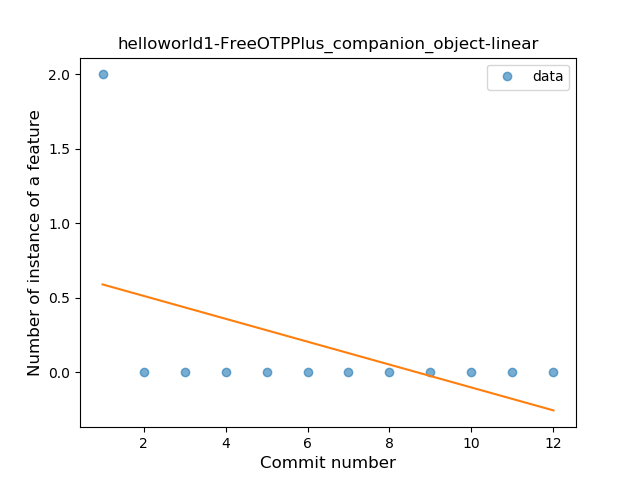 helloworld1-FreeOTPPlus_companion_object-linear
data
Number of instance of a feature
2.0
1.5
1.0
0.5
0.0
2 4 6 8 10 12
Commit number